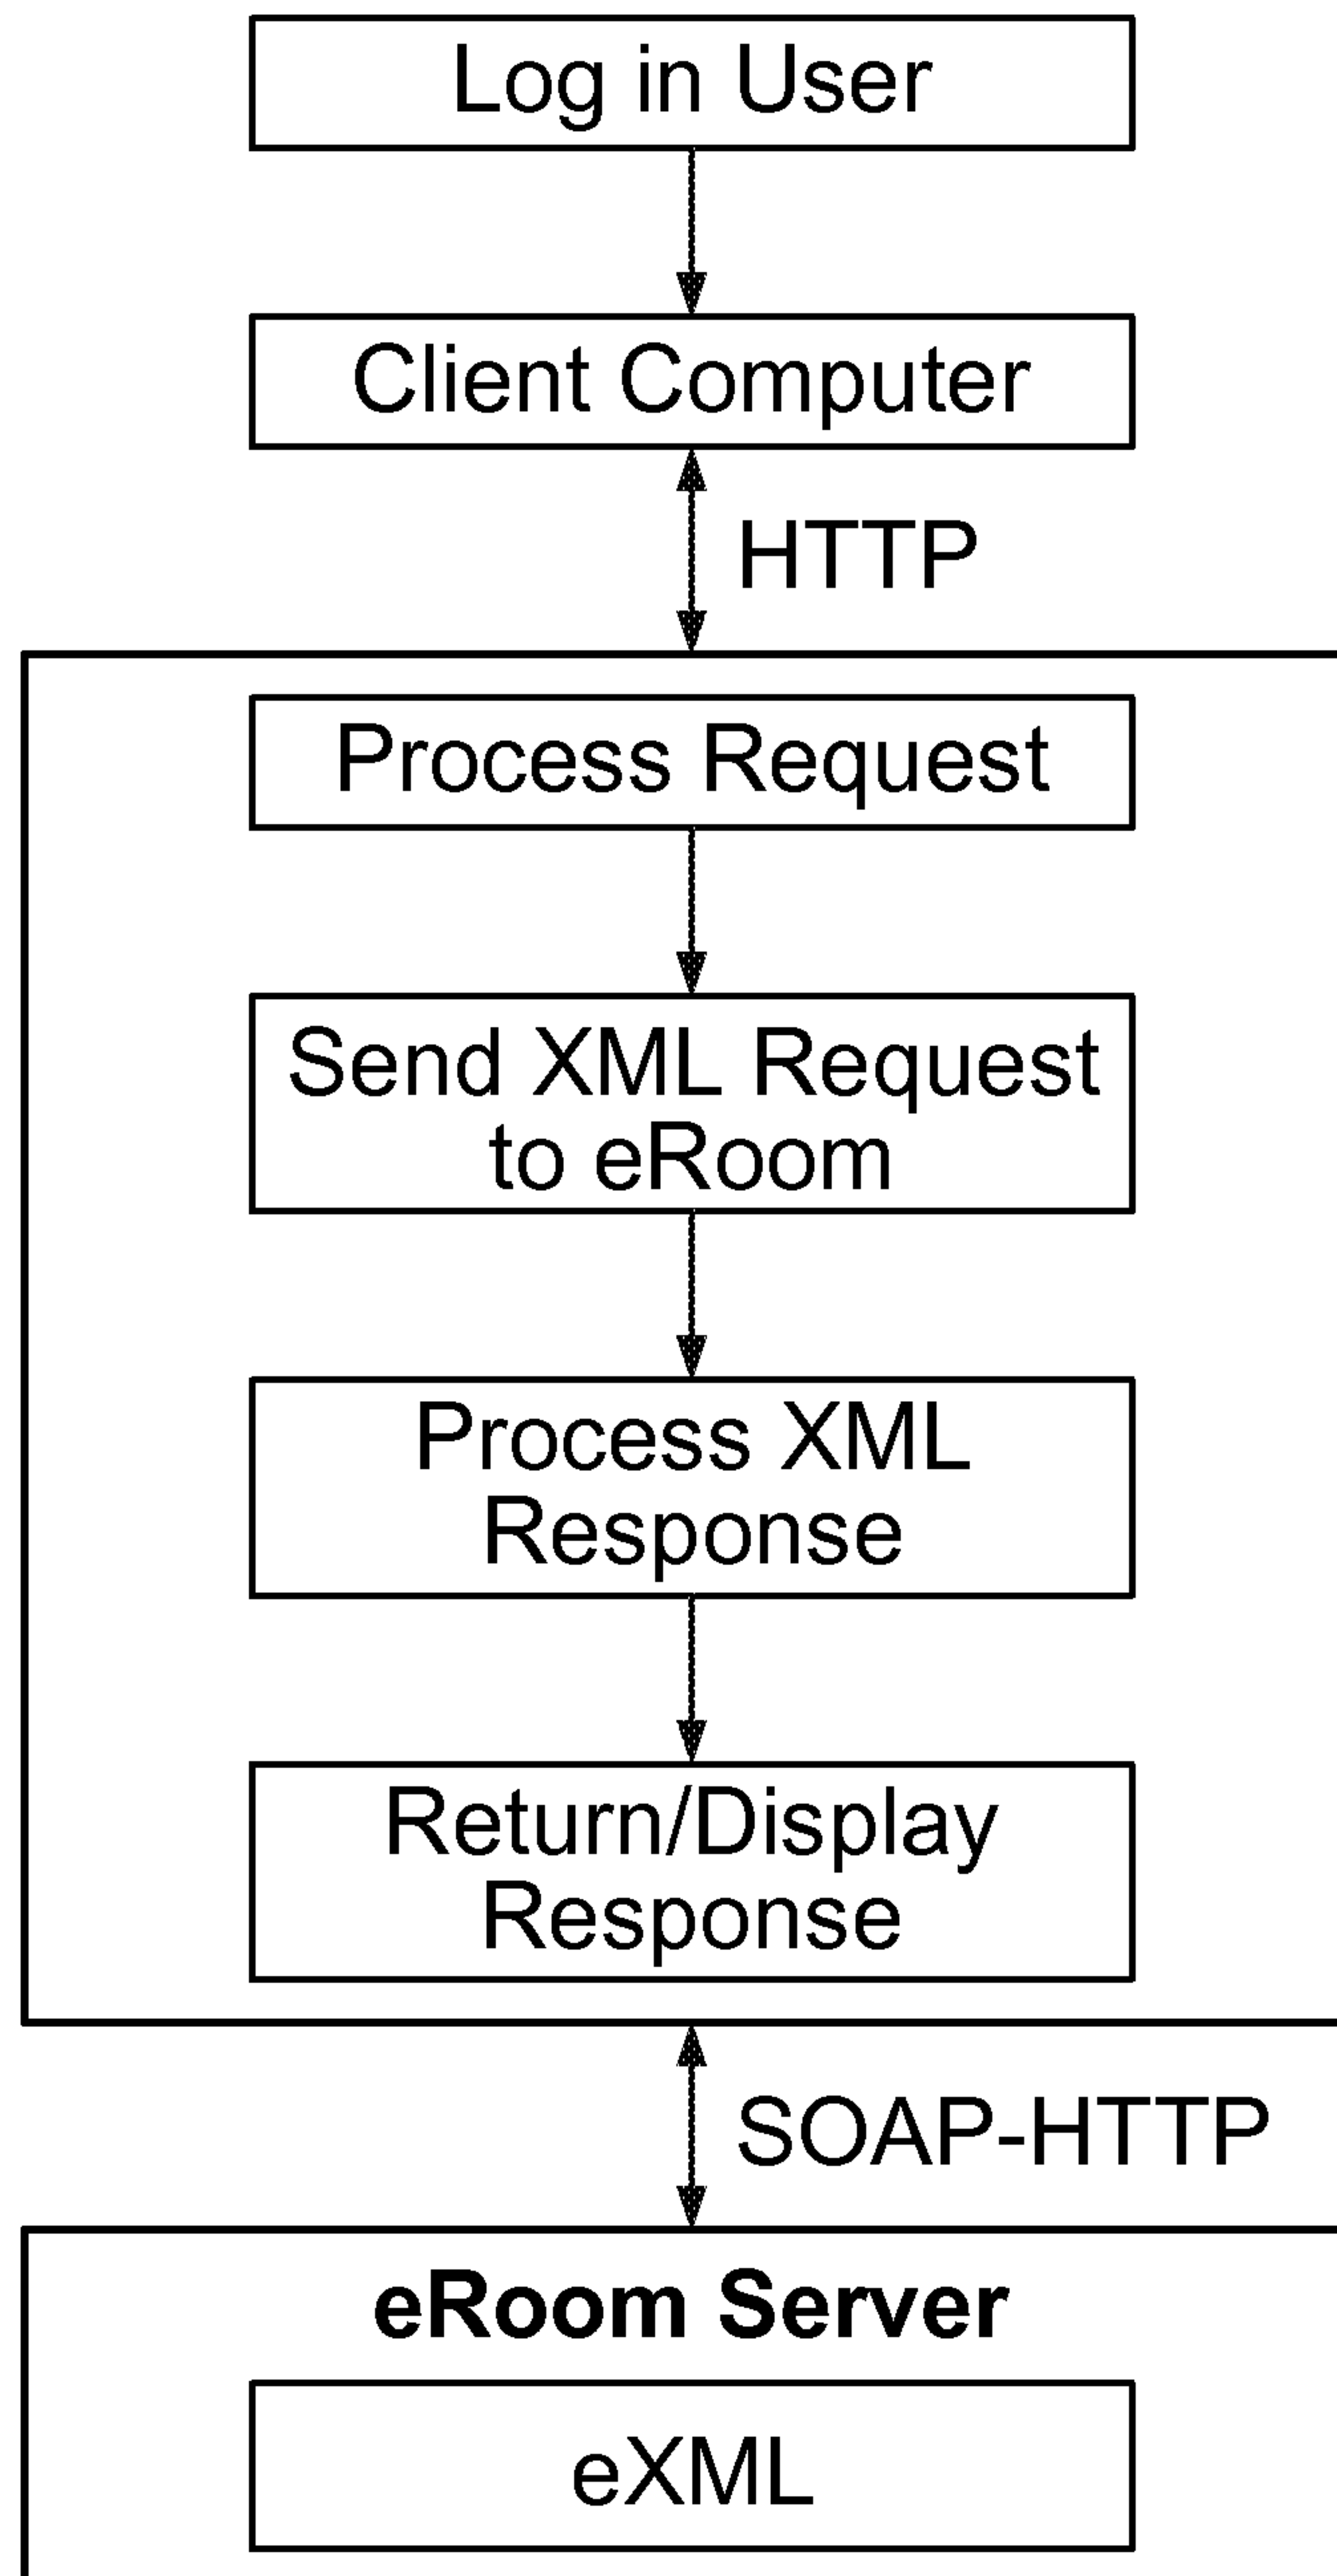 Log in User
Client Computer
HTTP
Process Request
Send XML Request
to eRoom
Process XML
Response
Return/Display
Response
SOAP-HTTP
eRoom Server
eXML